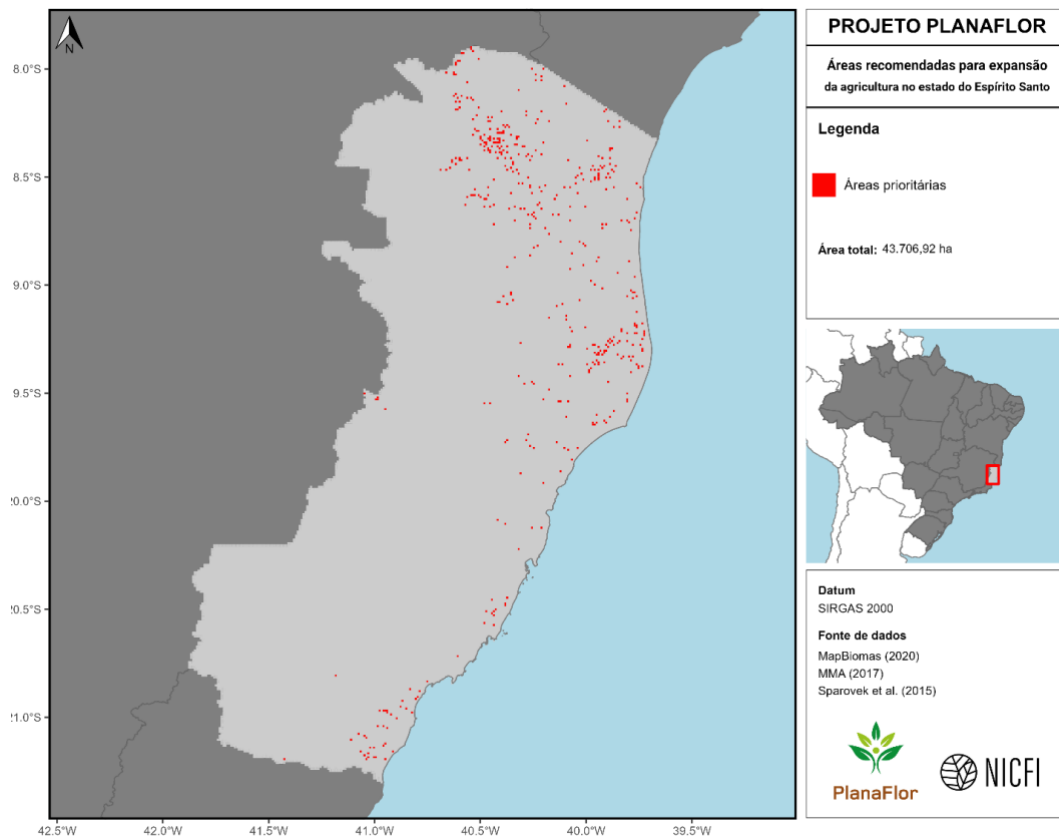 PROJETO PLANAFLOR
Áreas recomendadas para expansão
da agricultura no estado do Espírito Santo
Legenda
Áreas prioritárias
Área total: 43.706,92 ha
N
8.0°S
8.5°S
9.0°S
9.5°S
20.0°S
20.5°S
21.0°S
42.5°W
42.0°W
41.5°W
41.0°W
40.5°W
40.0°W
39.5°W
Datum
SIRGAS 2000
Fonte de dados
MapBiomas (2020)
MMA (2017)
Sparovek et al. (2015)
PlanaFlor
NICFI